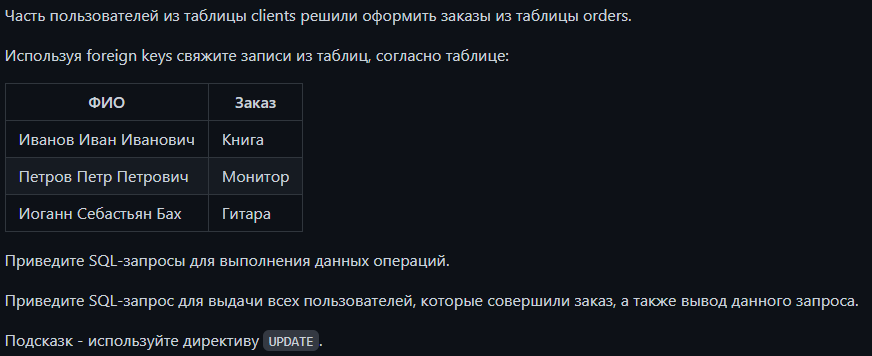 Часть пользователей из таблицы clients решили оформить заказы из таблицы orders.
Используя foreign keys свяжите записи из таблиц, согласно таблице:
ФИО Заказ
Иванов Иван Иванович Книга
Петров Петр Петрович Монитор
Иоганн Себастьян Бах Гитара
Приведите SQL-запросы для выполнения данных операций.
Приведите SQL-запрос для выдачи всех пользователей, которые совершили заказ, а также вывод данного запроса.
Подсказк - используйте директиву UPDATE.